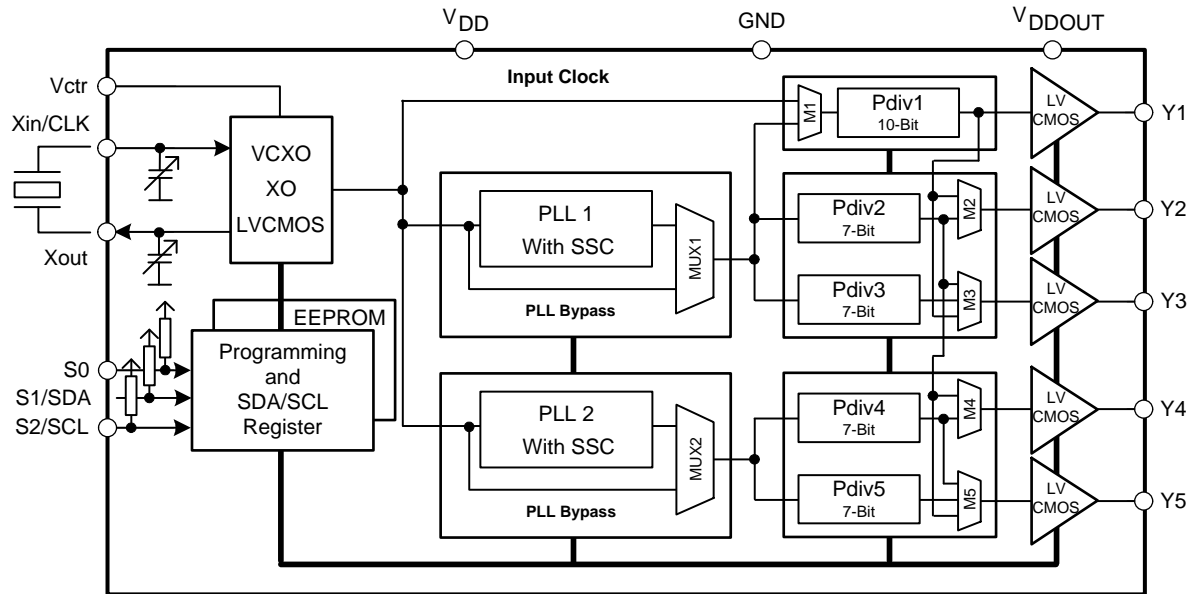 VDD
GND
VDDOUT
Input Clock
Vctr
Xin/CLK
Xout
VCXO
XO
LVCMOS
EEPROM
Programming
and
SDA/SCL
Register
S0
S1/SDA
S2/SCL
PLL 1
With SSC
MUX1
PLL Bypass
PLL 2
With SSC
MUX2
PLL Bypass
M1
Pdiv1
10-Bit
Pdiv2
7-Bit
M2
Pdiv3
7-Bit
M3
Pdiv4
7-Bit
M4
Pdiv5
7-Bit
M5
LV
CMOS
Y1
LV
CMOS
Y2
LV
CMOS
Y3
LV
CMOS
Y4
LV
CMOS
Y5